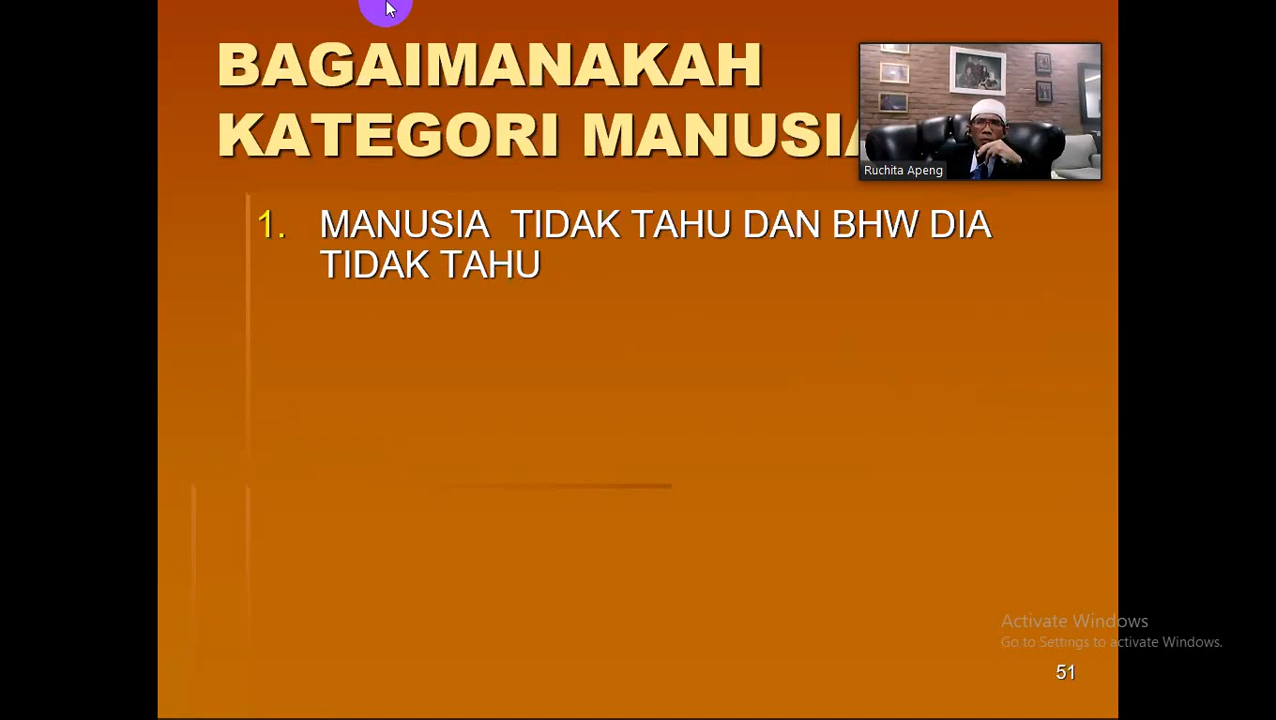 BAGAIMANAKAH
KATEGORI MANUSIA
Ruchita Apeng
1. MANUSIA TIDAK TAHU DAN BHW DIA
TIDAK TAHU
Activate Windows
Go to Settings to activate Windows.
51